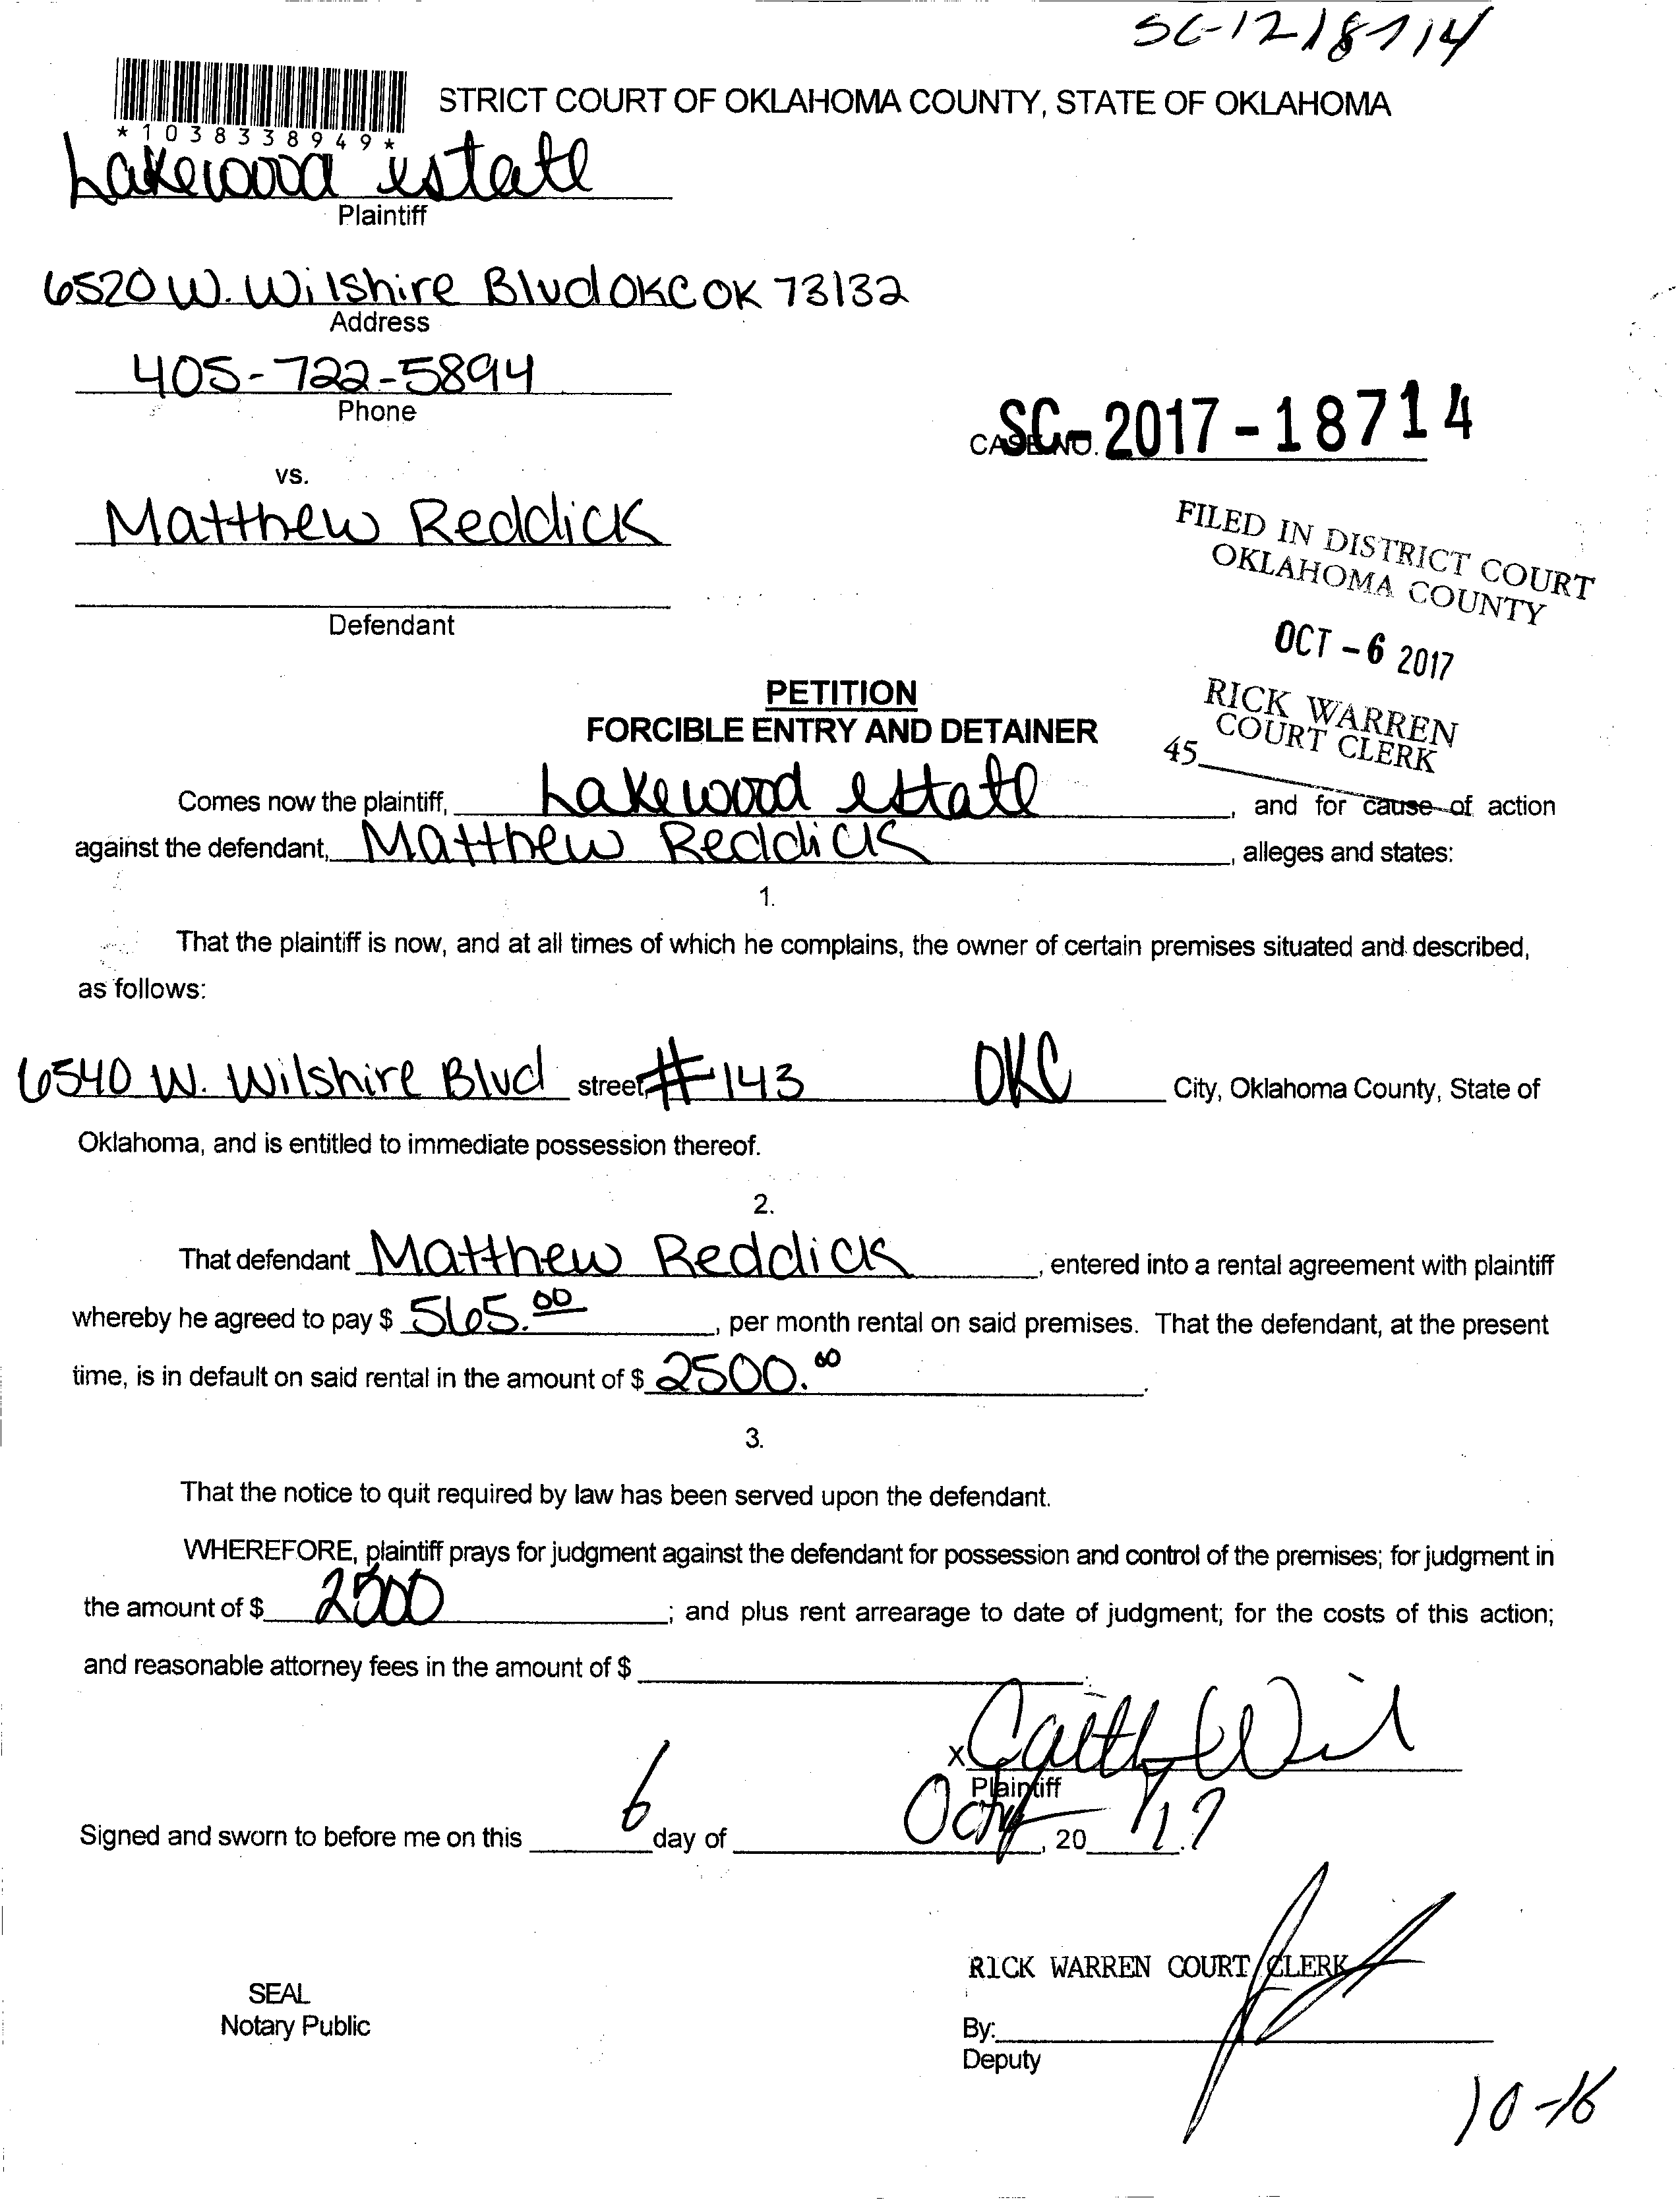 SC-1218714
STRICT COURT OF OKLAHOMA COUNTY, STATE OF OKLAHOMA
*1038338949*
Lakewood estate
Plaintiff
6520 W. Wilshire Blvd OKC OK 73132
Address
405-722-5894
Phone
CASE NO. SC-2017-18714
vs.
Matthew Reddick
Defendant
FILED IN DISTRICT COURT
OKLAHOMA COUNTY
OCT -6 2017
RICK WARREN
COURT CLERK
45
PETITION
FORCIBLE ENTRY AND DETAINER
Comes now the plaintiff, Lakewood estate, and for cause of action
against the defendant, Matthew Reddick, alleges and states:
1.
That the plaintiff is now, and at all times of which he complains, the owner of certain premises situated and described,
as follows:
6540 W. Wilshire Blvd street, #143 OKC City, Oklahoma County, State of
Oklahoma, and is entitled to immediate possession thereof.
2.
That defendant Matthew Reddick, entered into a rental agreement with plaintiff
whereby he agreed to pay $ 565.00, per month rental on said premises. That the defendant, at the present
time, is in default on said rental in the amount of $ 2500.00.
3.
That the notice to quit required by law has been served upon the defendant.
WHEREFORE, plaintiff prays for judgment against the defendant for possession and control of the premises; for judgment in
the amount of $ 2500; and plus rent arrearage to date of judgment; for the costs of this action;
and reasonable attorney fees in the amount of $
X
Plaintiff
Signed and sworn to before me on this 6 day of , 20 17
RICK WARREN COURT CLERK
SEAL
Notary Public
By:
Deputy
10-16